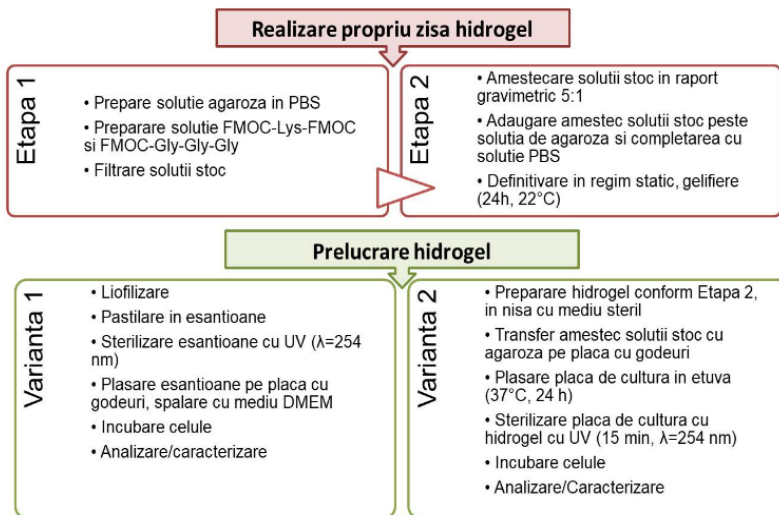 Realizare propriu zisa hidrogel
Etapa 1
• Prepare solutie agaroza in PBS
• Preparare solutie FMOC-Lys-FMOC
si FMOC-Gly-Gly-Gly
• Filtrare solutii stoc
Etapa 2
• Amestecare solutii stoc in raport
gravimetric 5:1
• Adaugare amestec solutii stoc peste
solutia de agaroza si completarea cu
solutie PBS
• Definitivare in regim static, gelifiere
(24h, 22°C)
Prelucrare hidrogel
Varianta 1
• Liofilizare
• Pastilare in esantioane
• Sterilizare esantioane cu UV (λ=254
nm)
• Plasare esantioane pe placa cu
godeuri, spalare cu mediu DMEM
• Incubare celule
• Analizare/caracterizare
Varianta 2
• Preparare hidrogel conform Etapa 2,
in nisa cu mediu steril
• Transfer amestec solutii stoc cu
agaroza pe placa cu godeuri
• Plasare placa de cultura in etuva
(37°C, 24 h)
• Sterilizare placa de cultura cu
hidrogel cu UV (15 min, λ=254 nm)
• Incubare celule
• Analizare/Caracterizare